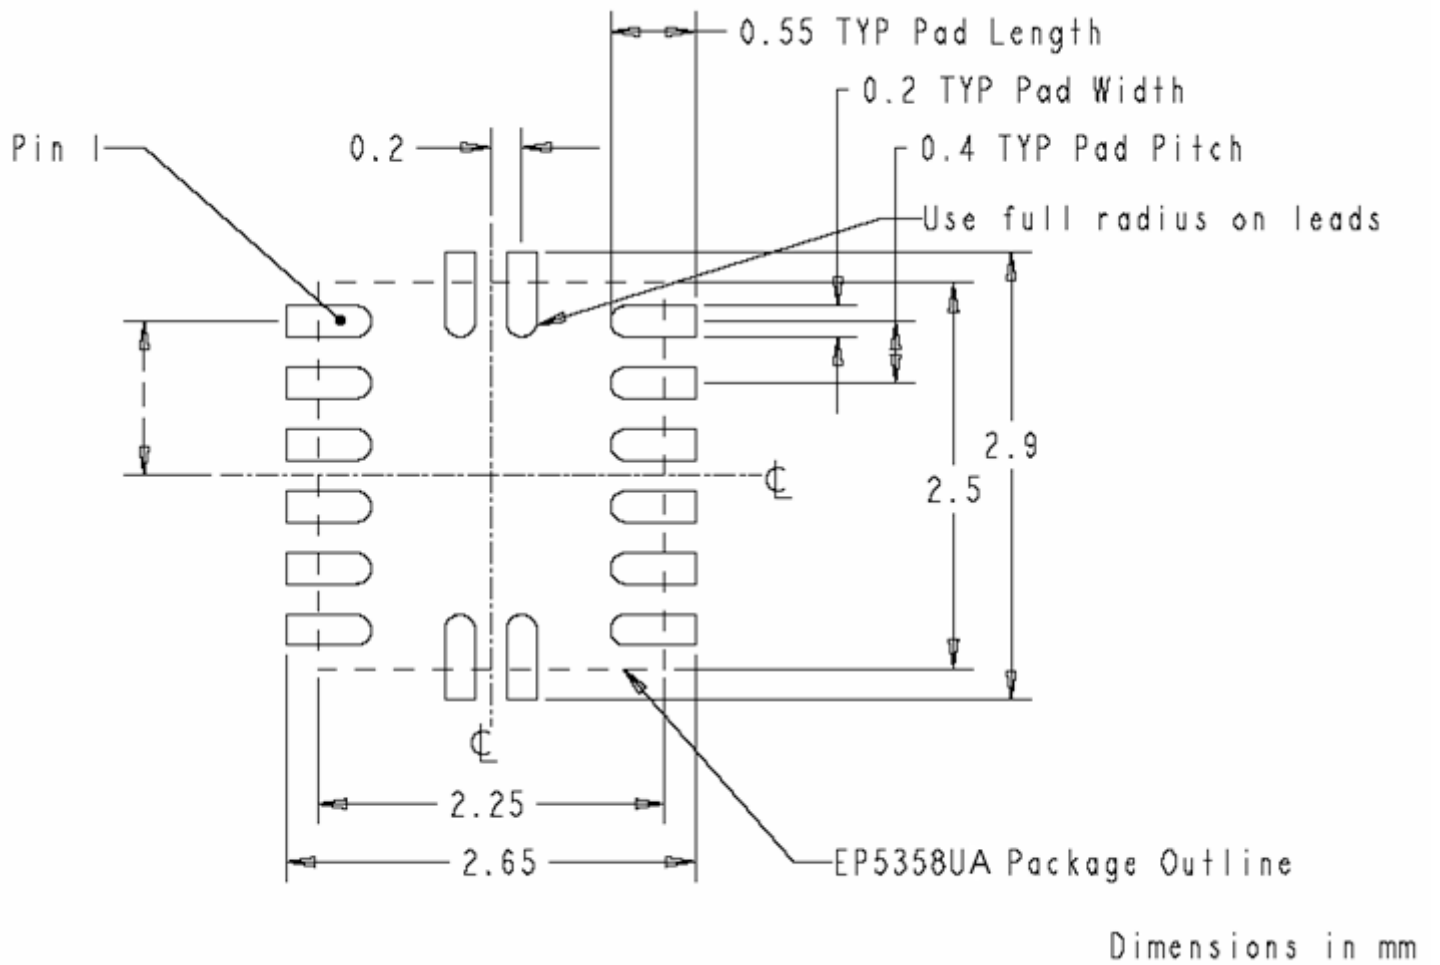 0.55 TYP Pad Length
0.2 TYP Pad Width
Pin 1
0.2
0.4 TYP Pad Pitch
Use full radius on leads
2.9
℄
2.5
℄
2.25
2.65
EP5358UA Package Outline
Dimensions in mm